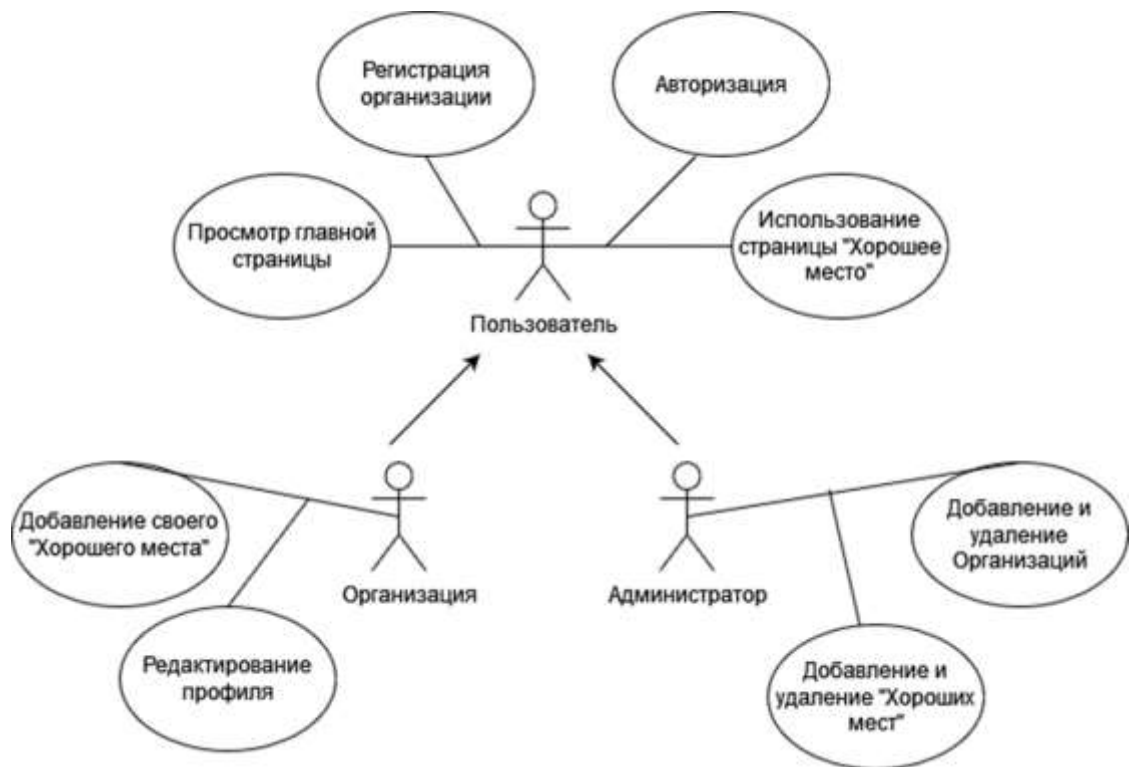 Регистрация
организации
Авторизация
Просмотр главной
страницы
Использование
страницы "Хорошее
место"
Пользователь
Добавление своего
"Хорошего места"
Организация
Редактирование
профиля
Администратор
Добавление и
удаление
Организаций
Добавление и
удаление "Хороших
мест"